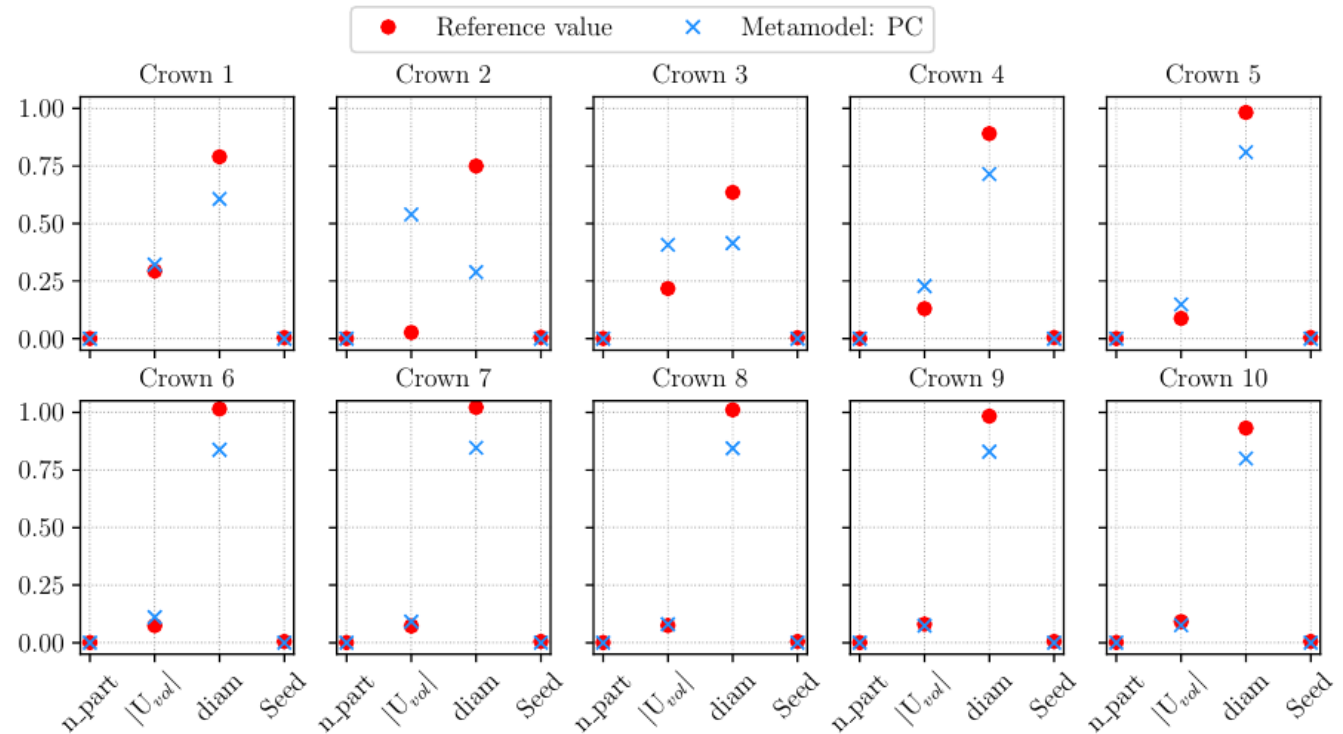 Reference value Metamodel: PC
Crown 1 Crown 2 Crown 3 Crown 4 Crown 5
1.00
0.75
0.50
0.25
0.00
Crown 6 Crown 7 Crown 8 Crown 9 Crown 10
1.00
0.75
0.50
0.25
0.00
n_part |U_vol| diam Seed n_part |U_vol| diam Seed n_part |U_vol| diam Seed n_part |U_vol| diam Seed n_part |U_vol| diam Seed